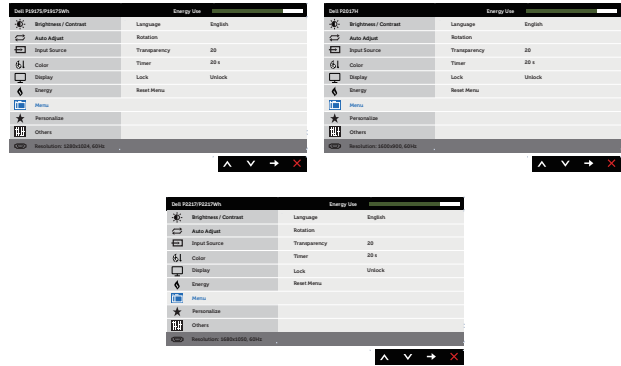 Dell P1917S/P1917SWh Energy Use
Brightness / Contrast Language English
Auto Adjust Rotation
Input Source Transparency 20
Color Timer 20 s
Display Lock Unlock
Energy Reset Menu
Menu
Personalize
Others
Resolution: 1280x1024, 60Hz
Dell P2017H Energy Use
Brightness / Contrast Language English
Auto Adjust Rotation
Input Source Transparency 20
Color Timer 20 s
Display Lock Unlock
Energy Reset Menu
Menu
Personalize
Others
Resolution: 1600x900, 60Hz
Dell P2217/P2217Wh Energy Use
Brightness / Contrast Language English
Auto Adjust Rotation
Input Source Transparency 20
Color Timer 20 s
Display Lock Unlock
Energy Reset Menu
Menu
Personalize
Others
Resolution: 1680x1050, 60Hz